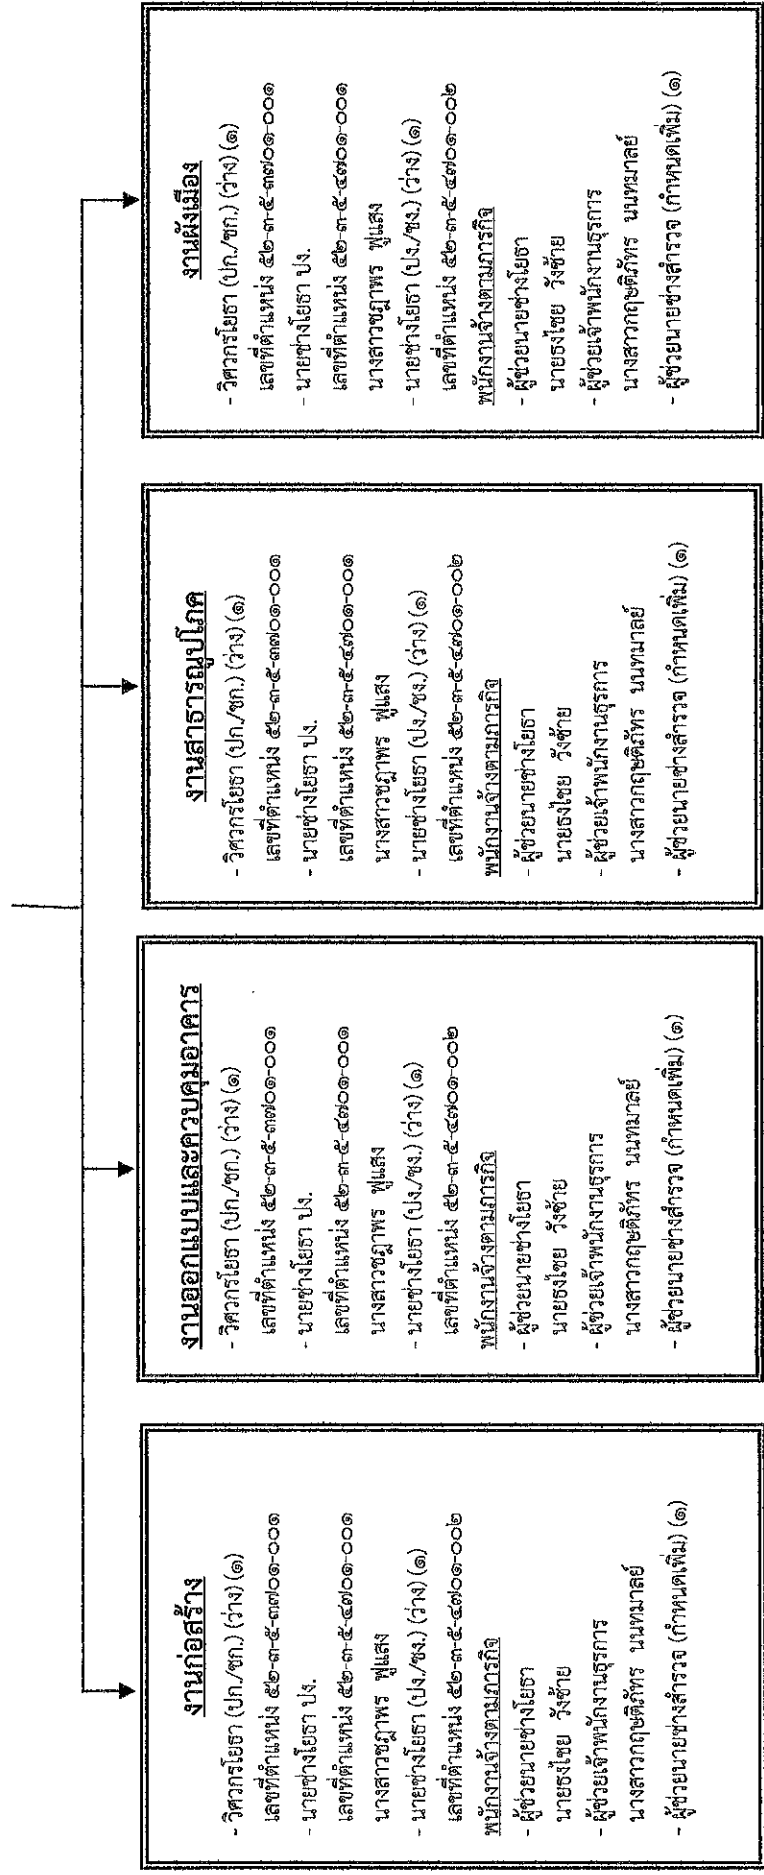 งานก่อสร้าง
- วิศวกรโยธา (ปก./ชก.) (ว่าง) (๑)
เลขที่ตำแหน่ง ๕๒-๓-๕-๓๗๐๑-๐๐๑
- นายช่างโยธา ปง.
เลขที่ตำแหน่ง ๕๒-๓-๕-๔๗๐๑-๐๐๑
นางสาวชฎาพร ฟูแสง
- นายช่างโยธา (ปง./ชง.) (ว่าง) (๑)
เลขที่ตำแหน่ง ๕๒-๓-๕-๔๗๐๑-๐๐๒
พนักงานจ้างตามภารกิจ
- ผู้ช่วยนายช่างโยธา
นายธงไชย วังซ้าย
- ผู้ช่วยเจ้าพนักงานธุรการ
นางสาวกฤษติภัทร นนทมาลย์
- ผู้ช่วยนายช่างสำรวจ (กำหนดเพิ่ม) (๑)
งานออกแบบและควบคุมอาคาร
- วิศวกรโยธา (ปก./ชก.) (ว่าง) (๑)
เลขที่ตำแหน่ง ๕๒-๓-๕-๓๗๐๑-๐๐๑
- นายช่างโยธา ปง.
เลขที่ตำแหน่ง ๕๒-๓-๕-๔๗๐๑-๐๐๑
นางสาวชฎาพร ฟูแสง
- นายช่างโยธา (ปง./ชง.) (ว่าง) (๑)
เลขที่ตำแหน่ง ๕๒-๓-๕-๔๗๐๑-๐๐๒
พนักงานจ้างตามภารกิจ
- ผู้ช่วยนายช่างโยธา
นายธงไชย วังซ้าย
- ผู้ช่วยเจ้าพนักงานธุรการ
นางสาวกฤษติภัทร นนทมาลย์
- ผู้ช่วยนายช่างสำรวจ (กำหนดเพิ่ม) (๑)
งานสาธารณูปโภค
- วิศวกรโยธา (ปก./ชก.) (ว่าง) (๑)
เลขที่ตำแหน่ง ๕๒-๓-๕-๓๗๐๑-๐๐๑
- นายช่างโยธา ปง.
เลขที่ตำแหน่ง ๕๒-๓-๕-๔๗๐๑-๐๐๑
นางสาวชฎาพร ฟูแสง
- นายช่างโยธา (ปง./ชง.) (ว่าง) (๑)
เลขที่ตำแหน่ง ๕๒-๓-๕-๔๗๐๑-๐๐๒
พนักงานจ้างตามภารกิจ
- ผู้ช่วยนายช่างโยธา
นายธงไชย วังซ้าย
- ผู้ช่วยเจ้าพนักงานธุรการ
นางสาวกฤษติภัทร นนทมาลย์
- ผู้ช่วยนายช่างสำรวจ (กำหนดเพิ่ม) (๑)
งานผังเมือง
- วิศวกรโยธา (ปก./ชก.) (ว่าง) (๑)
เลขที่ตำแหน่ง ๕๒-๓-๕-๓๗๐๑-๐๐๑
- นายช่างโยธา ปง.
เลขที่ตำแหน่ง ๕๒-๓-๕-๔๗๐๑-๐๐๑
นางสาวชฎาพร ฟูแสง
- นายช่างโยธา (ปง./ชง.) (ว่าง) (๑)
เลขที่ตำแหน่ง ๕๒-๓-๕-๔๗๐๑-๐๐๒
พนักงานจ้างตามภารกิจ
- ผู้ช่วยนายช่างโยธา
นายธงไชย วังซ้าย
- ผู้ช่วยเจ้าพนักงานธุรการ
นางสาวกฤษติภัทร นนทมาลย์
- ผู้ช่วยนายช่างสำรวจ (กำหนดเพิ่ม) (๑)